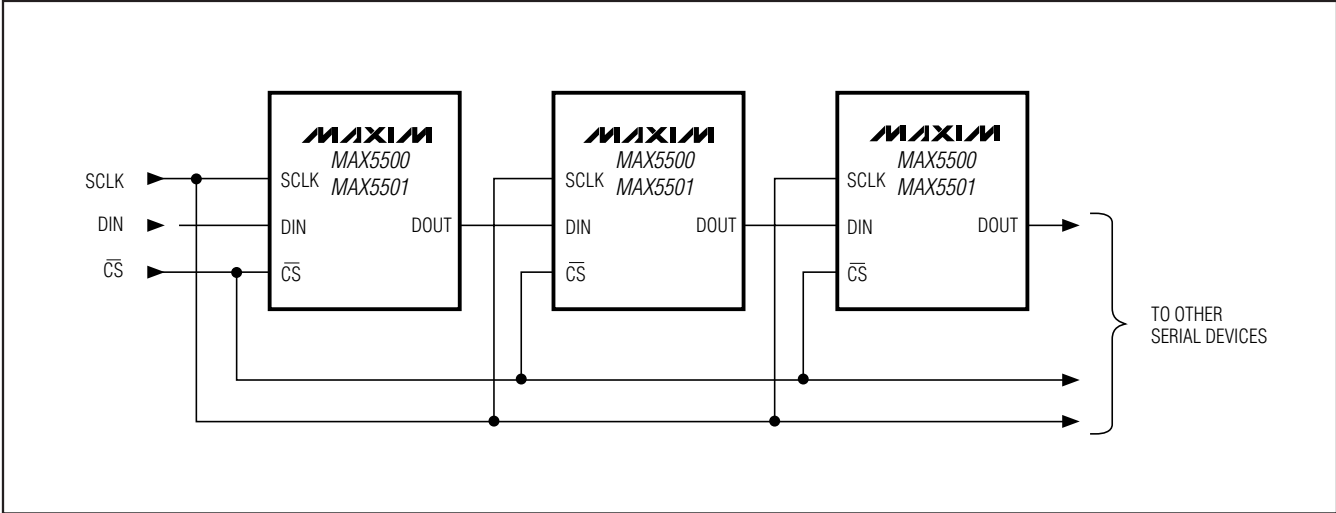 MAXIM
MAX5500
MAX5501
SCLK
DIN
CS
DOUT
MAXIM
MAX5500
MAX5501
SCLK
DIN
CS
DOUT
MAXIM
MAX5500
MAX5501
SCLK
DIN
CS
DOUT
SCLK
DIN
CS
TO OTHER
SERIAL DEVICES